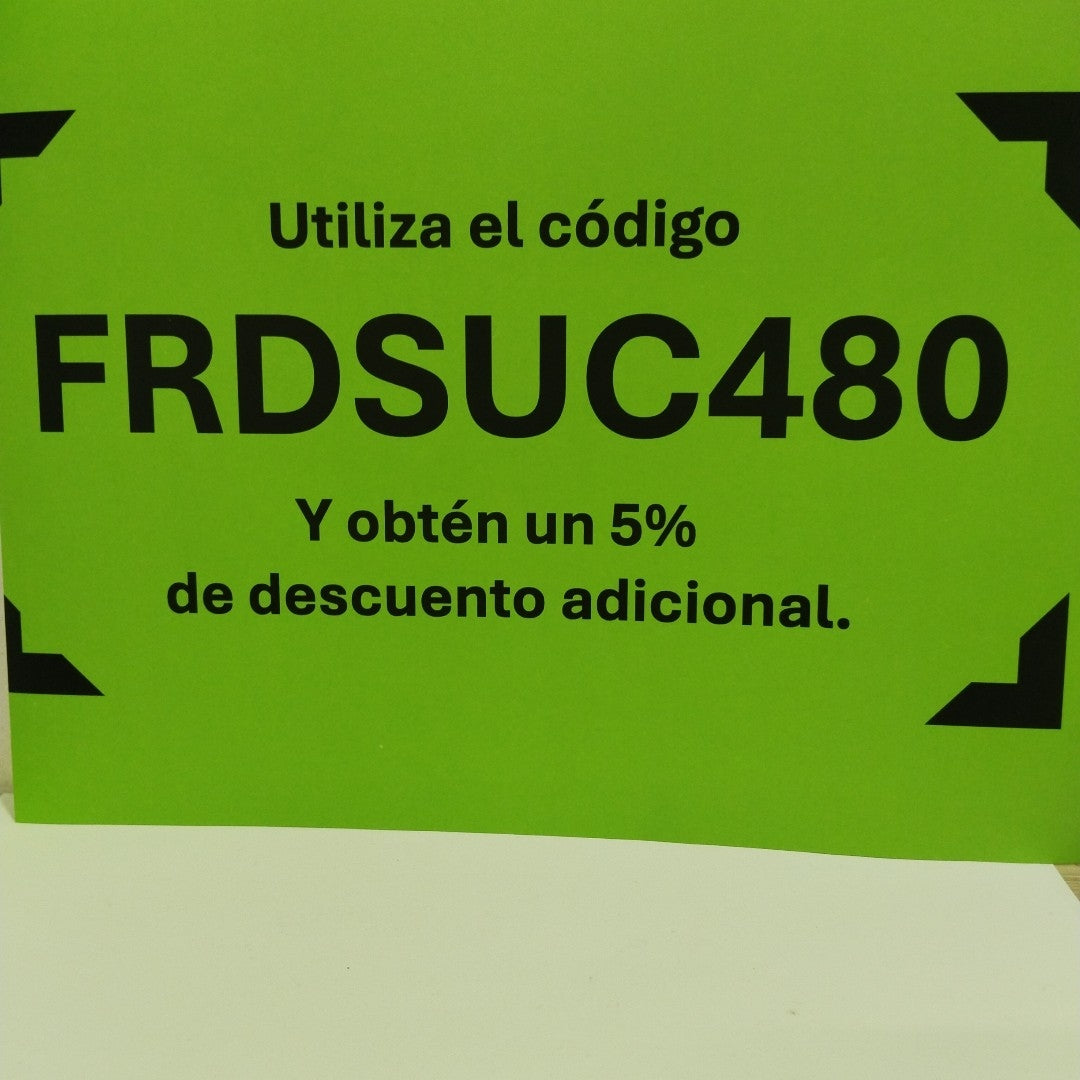 Utiliza el código
FRDSUC480
Y obtén un 5%
de descuento adicional.